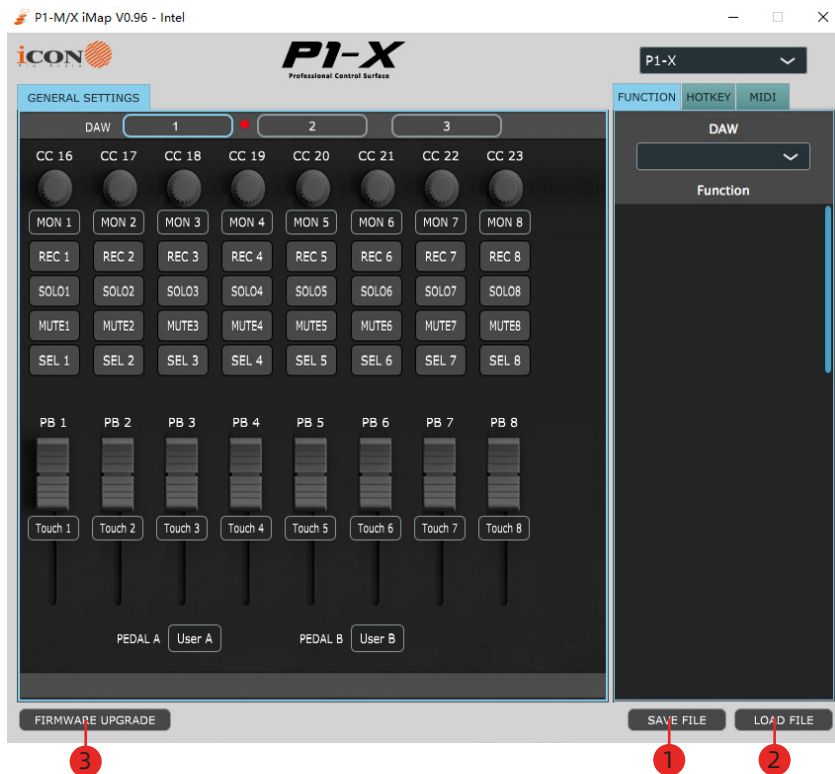 P1-M/X iMap V0.96 - Intel
icon
P1-X
Professional Control Surface
P1-X
GENERAL SETTINGS
FUNCTION HOTKEY MIDI
DAW 1 2 3
DAW
CC 16 CC 17 CC 18 CC 19 CC 20 CC 21 CC 22 CC 23
Function
MON 1 MON 2 MON 3 MON 4 MON 5 MON 6 MON 7 MON 8
REC 1 REC 2 REC 3 REC 4 REC 5 REC 6 REC 7 REC 8
SOLO1 SOLO2 SOLO3 SOLO4 SOLO5 SOLO6 SOLO7 SOLO8
MUTE1 MUTE2 MUTE3 MUTE4 MUTE5 MUTE6 MUTE7 MUTE8
SEL 1 SEL 2 SEL 3 SEL 4 SEL 5 SEL 6 SEL 7 SEL 8
PB 1 PB 2 PB 3 PB 4 PB 5 PB 6 PB 7 PB 8
Touch 1 Touch 2 Touch 3 Touch 4 Touch 5 Touch 6 Touch 7 Touch 8
PEDAL A User A PEDAL B User B
FIRMWARE UPGRADE SAVE FILE LOAD FILE
3 1 2